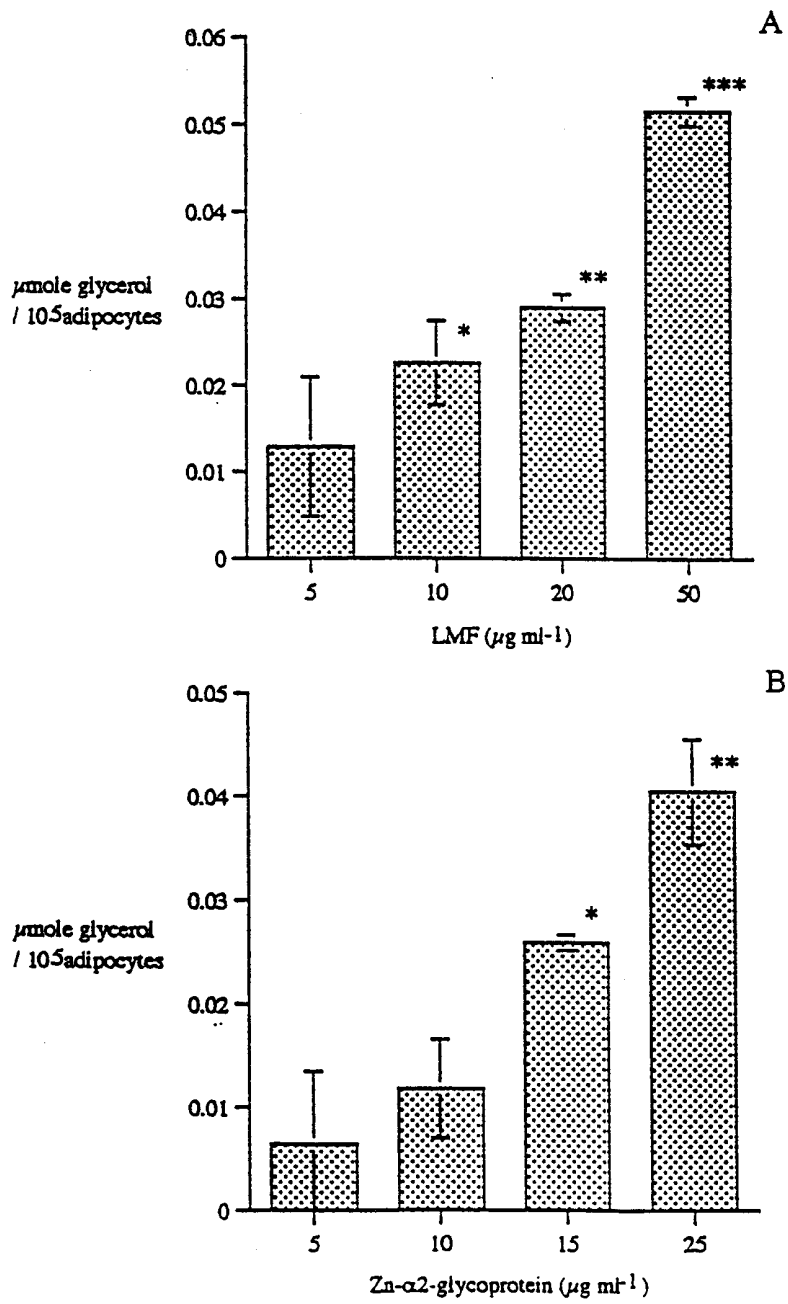 A
0.06
0.05
0.04
0.03
0.02
0.01
0
µmole glycerol
/ 10⁵adipocytes
*
**
***
5 10 20 50
LMF (µg ml⁻¹)
B
0.05
0.04
0.03
0.02
0.01
0
µmole glycerol
/ 10⁵adipocytes
*
**
5 10 15 25
Zn-α2-glycoprotein (µg ml⁻¹)